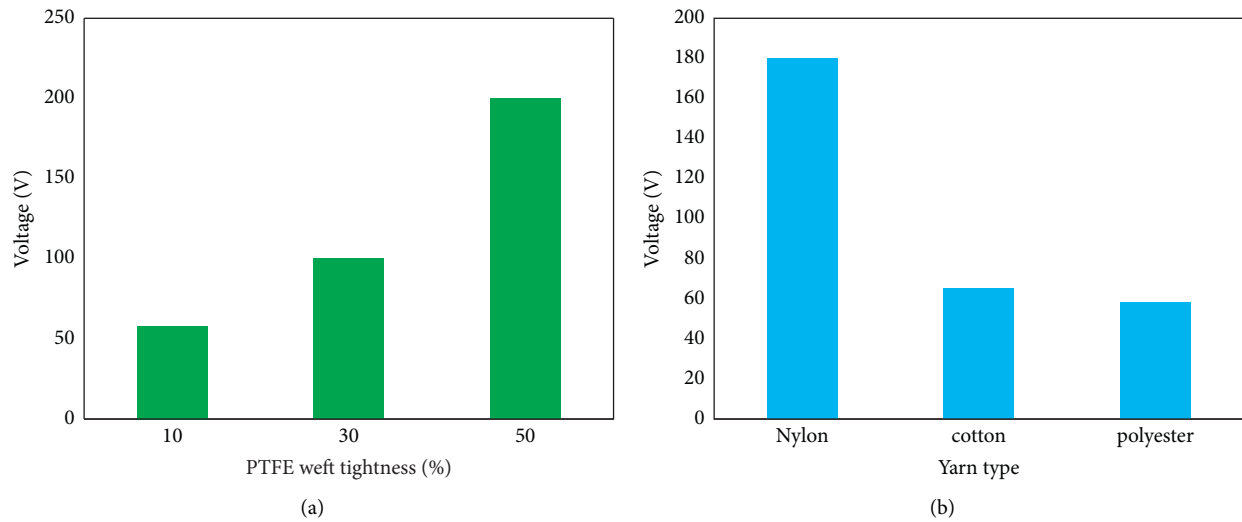 250
200
150
100
50
0
Voltage (V)
10 30 50
PTFE weft tightness (%)
(a)
200
180
160
140
120
100
80
60
40
20
0
Voltage (V)
Nylon cotton polyester
Yarn type
(b)